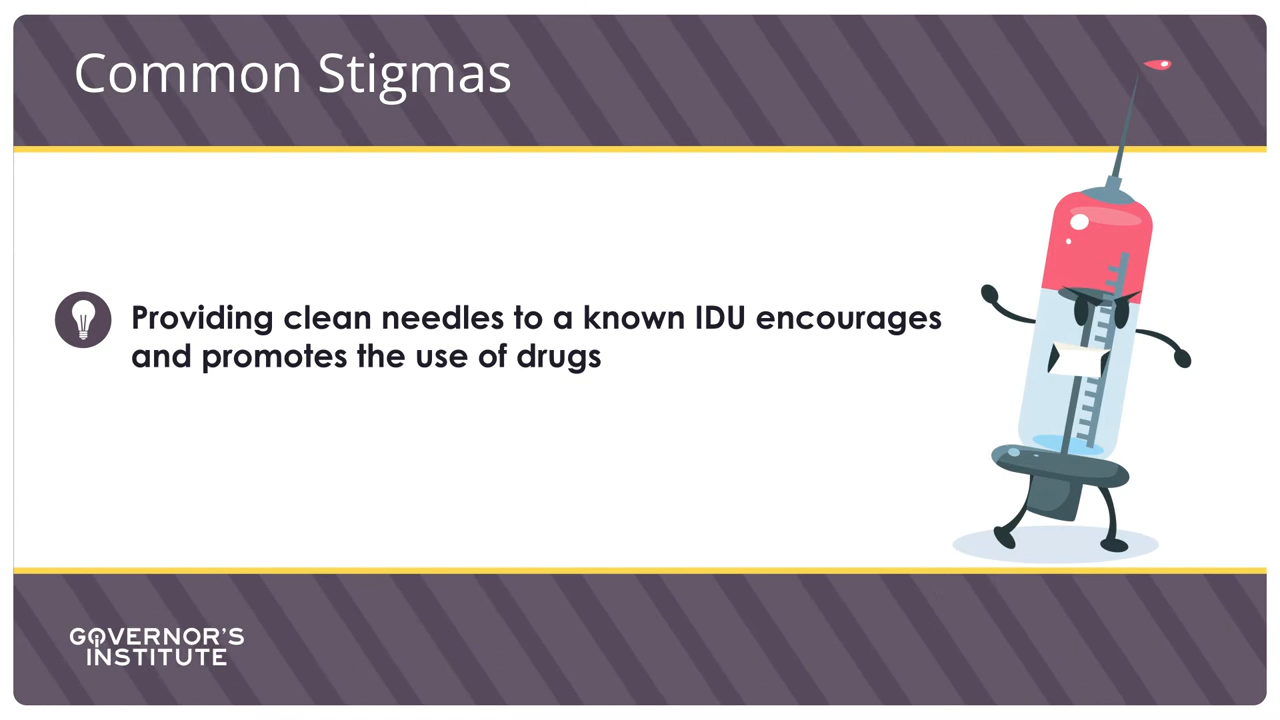 Common Stigmas
Providing clean needles to a known IDU encourages
and promotes the use of drugs
GOVERNOR'S
INSTITUTE